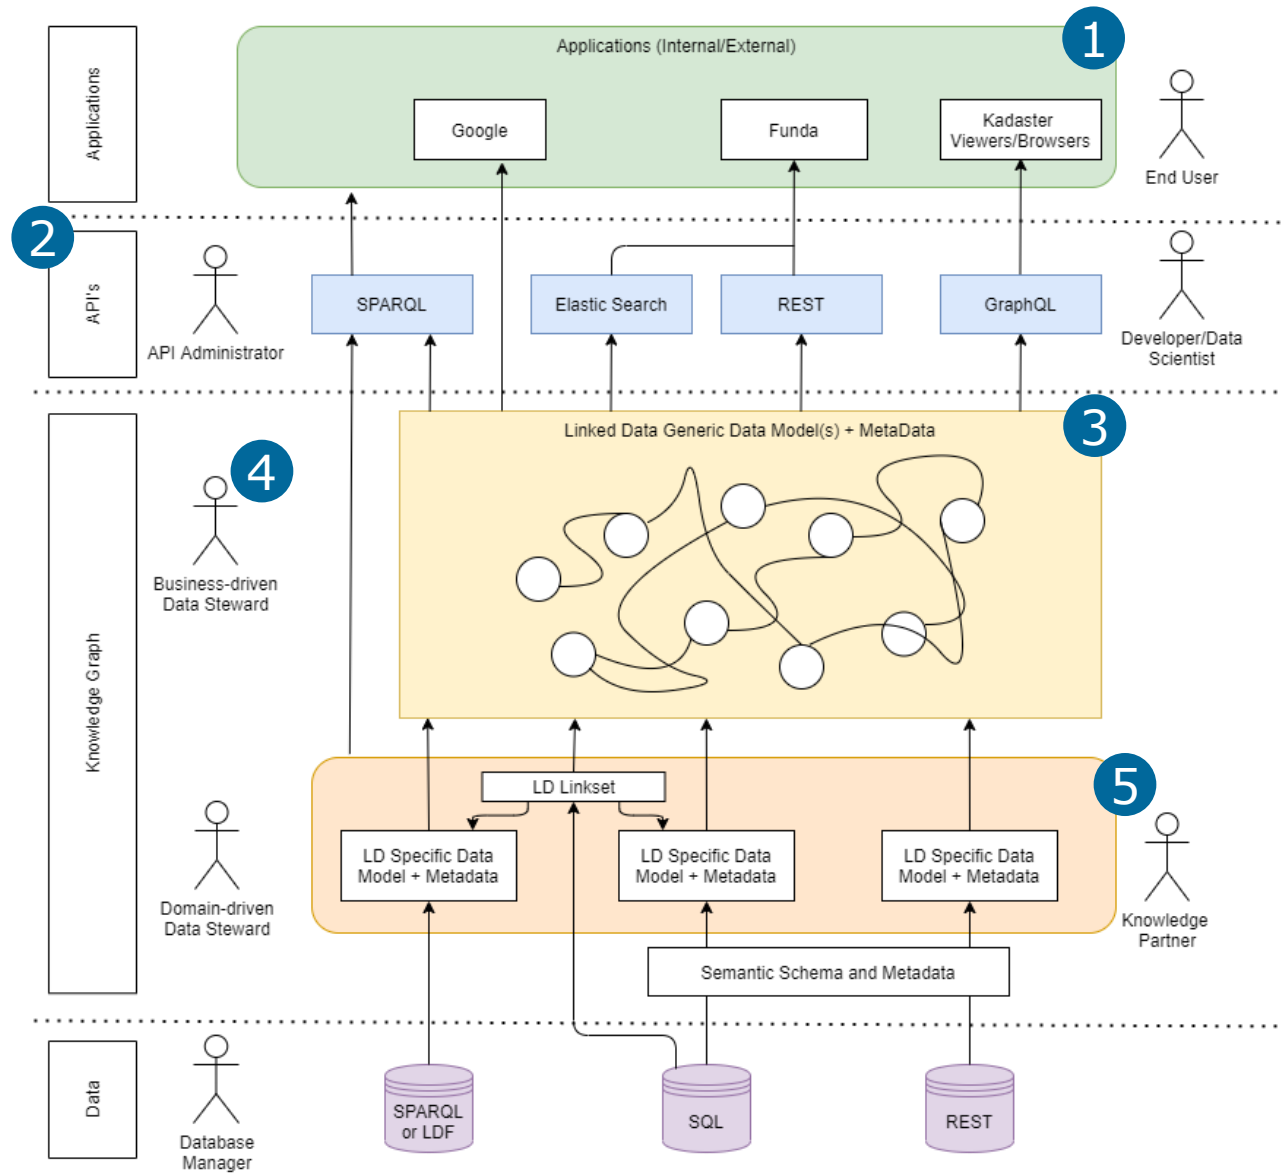 1
Applications (Internal/External)
Applications
Google
Funda
Kadaster
Viewers/Browsers
End User
2
API's
API Administrator
SPARQL
Elastic Search
REST
GraphQL
Developer/Data
Scientist
3
Linked Data Generic Data Model(s) + MetaData
4
Business-driven
Data Steward
Knowledge Graph
5
LD Linkset
LD Specific Data
Model + Metadata
LD Specific Data
Model + Metadata
LD Specific Data
Model + Metadata
Domain-driven
Data Steward
Knowledge
Partner
Semantic Schema and Metadata
Data
Database
Manager
SPARQL
or LDF
SQL
REST